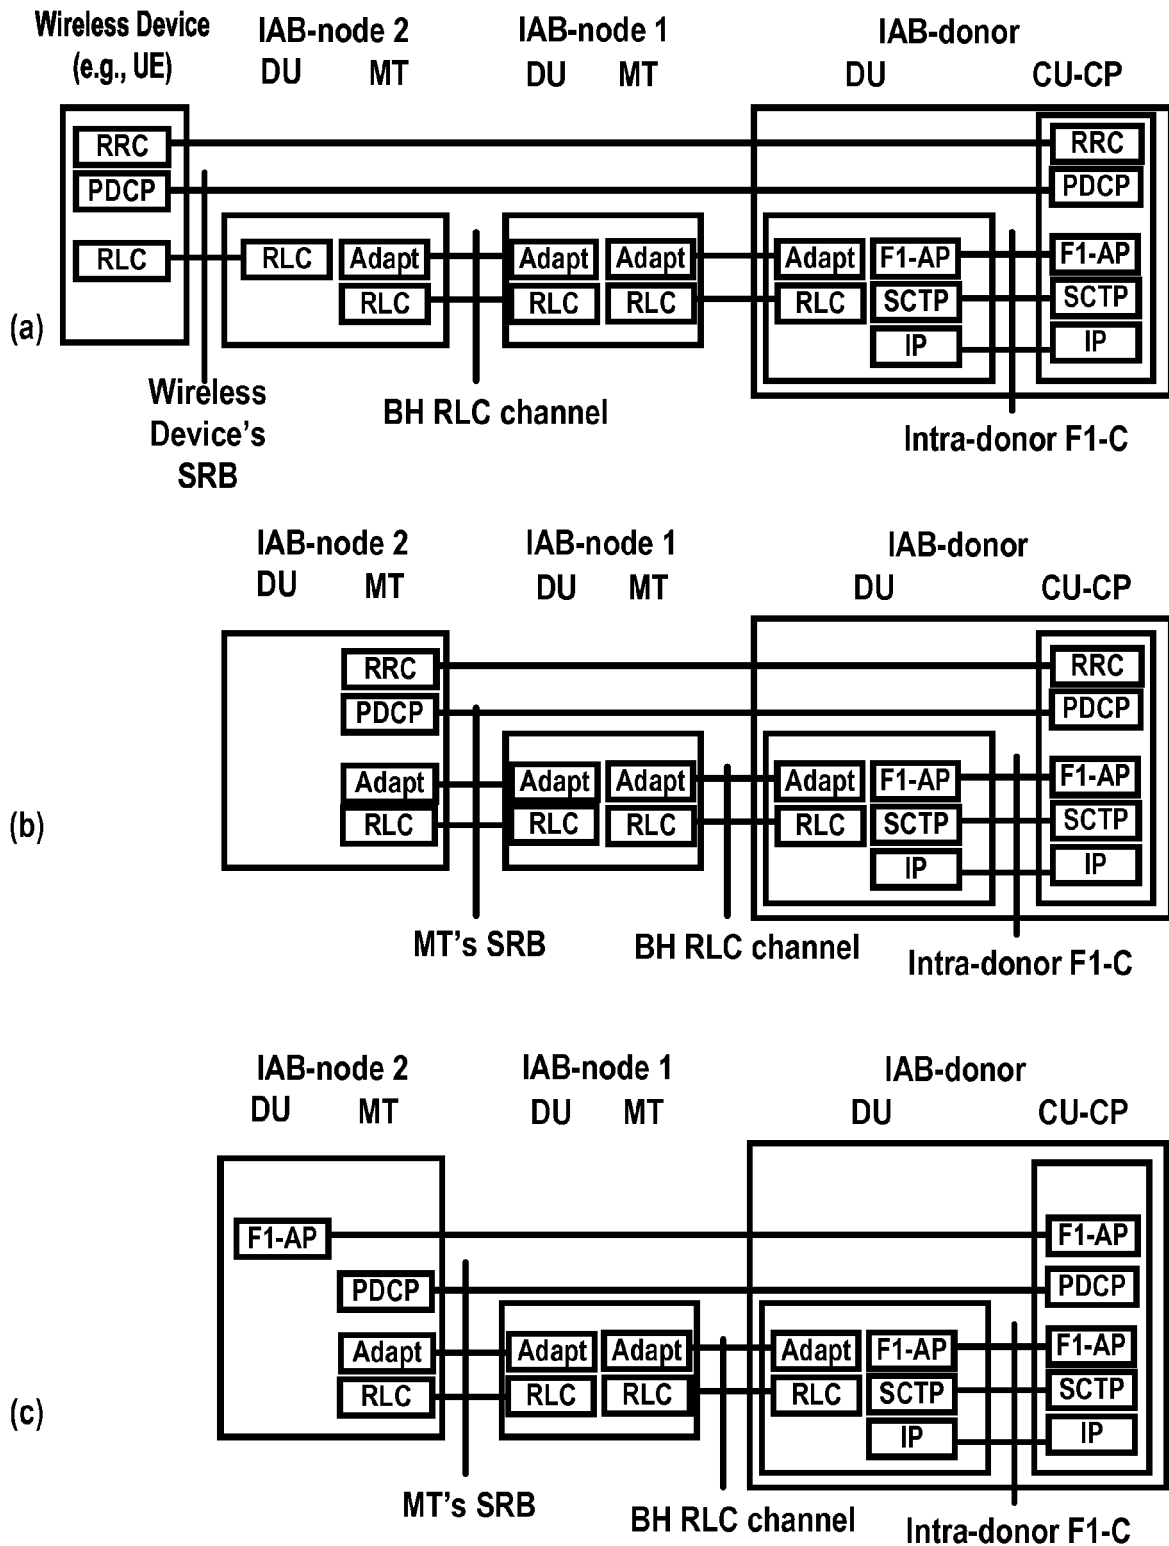 Wireless Device
(e.g., UE)
IAB-node 2
DU MT
IAB-node 1
DU MT
IAB-donor
DU CU-CP
RRC RRC
PDCP PDCP
RLC RLC Adapt Adapt Adapt Adapt F1-AP F1-AP
RLC RLC RLC RLC SCTP SCTP
IP IP
(a)
Wireless
Device's
SRB
BH RLC channel
Intra-donor F1-C
IAB-node 2
DU MT
IAB-node 1
DU MT
IAB-donor
DU CU-CP
RRC RRC
PDCP PDCP
Adapt Adapt Adapt Adapt F1-AP F1-AP
RLC RLC RLC RLC SCTP SCTP
IP IP
(b)
MT's SRB
BH RLC channel
Intra-donor F1-C
IAB-node 2
DU MT
IAB-node 1
DU MT
IAB-donor
DU CU-CP
F1-AP F1-AP
PDCP PDCP
Adapt Adapt Adapt Adapt F1-AP F1-AP
RLC RLC RLC RLC SCTP SCTP
IP IP
(c)
MT's SRB
BH RLC channel
Intra-donor F1-C